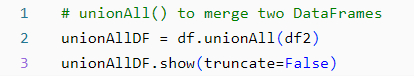 1 # unionAll() to merge two DataFrames
2 unionAllDF = df.unionAll(df2)
3 unionAllDF.show(truncate=False)